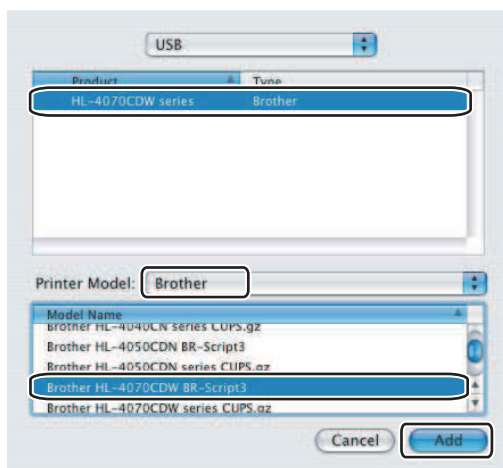 USB
Product Type
HL-4070CDW series Brother
Printer Model: Brother
Model Name
Brother HL-4040CN series CUPS.gz
Brother HL-4050CDN BR-Script3
Brother HL-4050CDN series CUPS.gz
Brother HL-4070CDW BR-Script3
Brother HL-4070CDW series CUPS.gz
Cancel Add